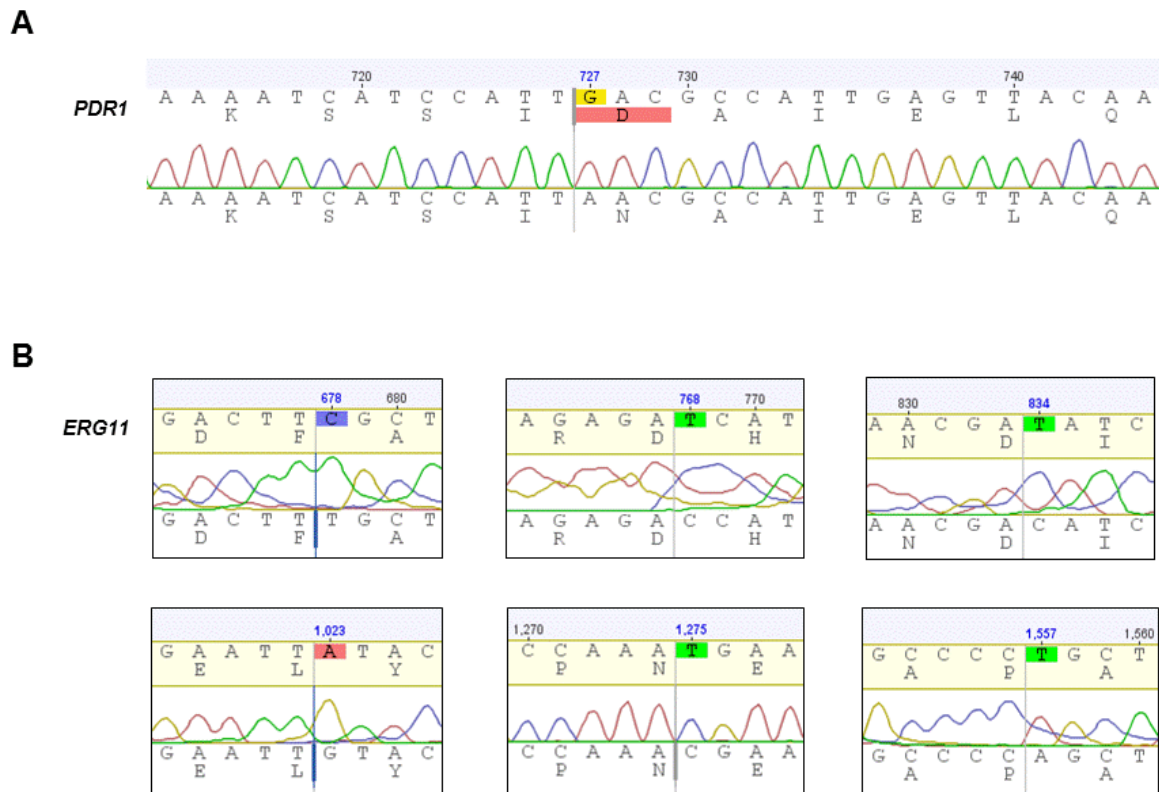 A
720 727 730 740
PDR1
A A A A T C A T C C A T T G A C G C C A T T G A G T T A C A A
K S S I D A I E L Q
A A A A T C A T C C A T T A A C G C C A T T G A G T T A C A A
K S S I N A I E L Q
B
ERG11
678 680
G A C T T C G C T
D F A
G A C T T T G C T
D F A
768 770
A G A G A T C A T
R D H
A G A G A C C A T
R D H
830 834
A A C G A T A T C
N D I
A A C G A C A T C
N D I
1,023
G A A T T A T A C
E L Y
G A A T T G T A C
E L Y
1,270 1,275
C C A A A T G A A
P N E
C C A A A C G A A
P N E
1,557 1,560
G C C C C T G C T
A P A
G C C C C A G C T
A P A